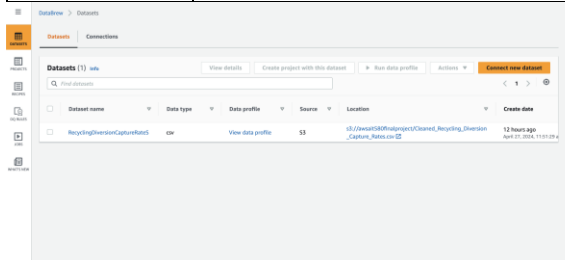 DataBrew > Datasets
Datasets Connections
DATASETS
PROJECTS
RECIPES
JOBS
WHAT'S NEW
Datasets (1) Info View details Create project with this dataset Run data profile Actions Connect new dataset
Find datasets
1
Dataset name Data type Data profile Source Location Create date
RecyclingDiversionCaptureRateS csv View data profile S3 s3://awsait580finalproject/Cleaned_Recycling_Diversion 12 hours ago
_Capture_Rates.csv April 27, 2024, 11:51:29 a